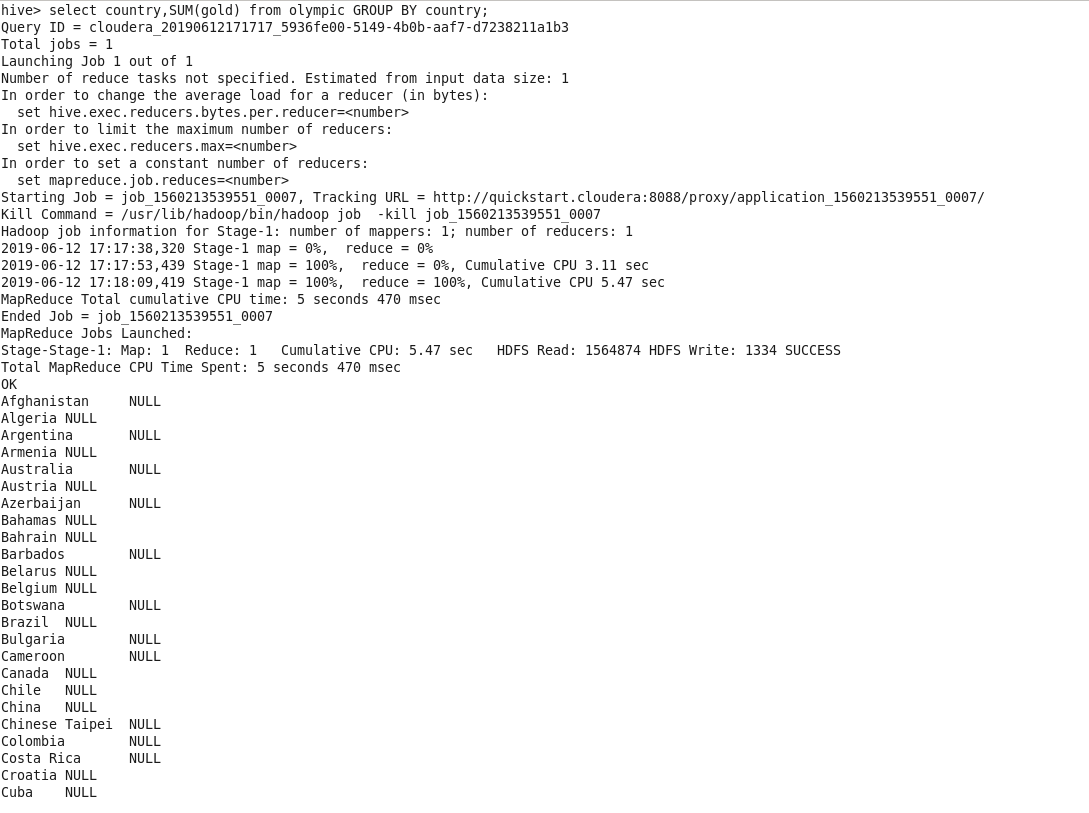 hive> select country,SUM(gold) from olympic GROUP BY country;
Query ID = cloudera_20190612171717_5936fe00-5149-4b0b-aaf7-d7238211a1b3
Total jobs = 1
Launching Job 1 out of 1
Number of reduce tasks not specified. Estimated from input data size: 1
In order to change the average load for a reducer (in bytes):
  set hive.exec.reducers.bytes.per.reducer=<number>
In order to limit the maximum number of reducers:
  set hive.exec.reducers.max=<number>
In order to set a constant number of reducers:
  set mapreduce.job.reduces=<number>
Starting Job = job_1560213539551_0007, Tracking URL = http://quickstart.cloudera:8088/proxy/application_1560213539551_0007/
Kill Command = /usr/lib/hadoop/bin/hadoop job  -kill job_1560213539551_0007
Hadoop job information for Stage-1: number of mappers: 1; number of reducers: 1
2019-06-12 17:17:38,320 Stage-1 map = 0%,  reduce = 0%
2019-06-12 17:17:53,439 Stage-1 map = 100%,  reduce = 0%, Cumulative CPU 3.11 sec
2019-06-12 17:18:09,419 Stage-1 map = 100%,  reduce = 100%, Cumulative CPU 5.47 sec
MapReduce Total cumulative CPU time: 5 seconds 470 msec
Ended Job = job_1560213539551_0007
MapReduce Jobs Launched:
Stage-Stage-1: Map: 1  Reduce: 1   Cumulative CPU: 5.47 sec   HDFS Read: 1564874 HDFS Write: 1334 SUCCESS
Total MapReduce CPU Time Spent: 5 seconds 470 msec
OK
Afghanistan     NULL
Algeria NULL
Argentina       NULL
Armenia NULL
Australia       NULL
Austria NULL
Azerbaijan      NULL
Bahamas NULL
Bahrain NULL
Barbados        NULL
Belarus NULL
Belgium NULL
Botswana        NULL
Brazil  NULL
Bulgaria        NULL
Cameroon        NULL
Canada  NULL
Chile   NULL
China   NULL
Chinese Taipei  NULL
Colombia        NULL
Costa Rica      NULL
Croatia NULL
Cuba    NULL